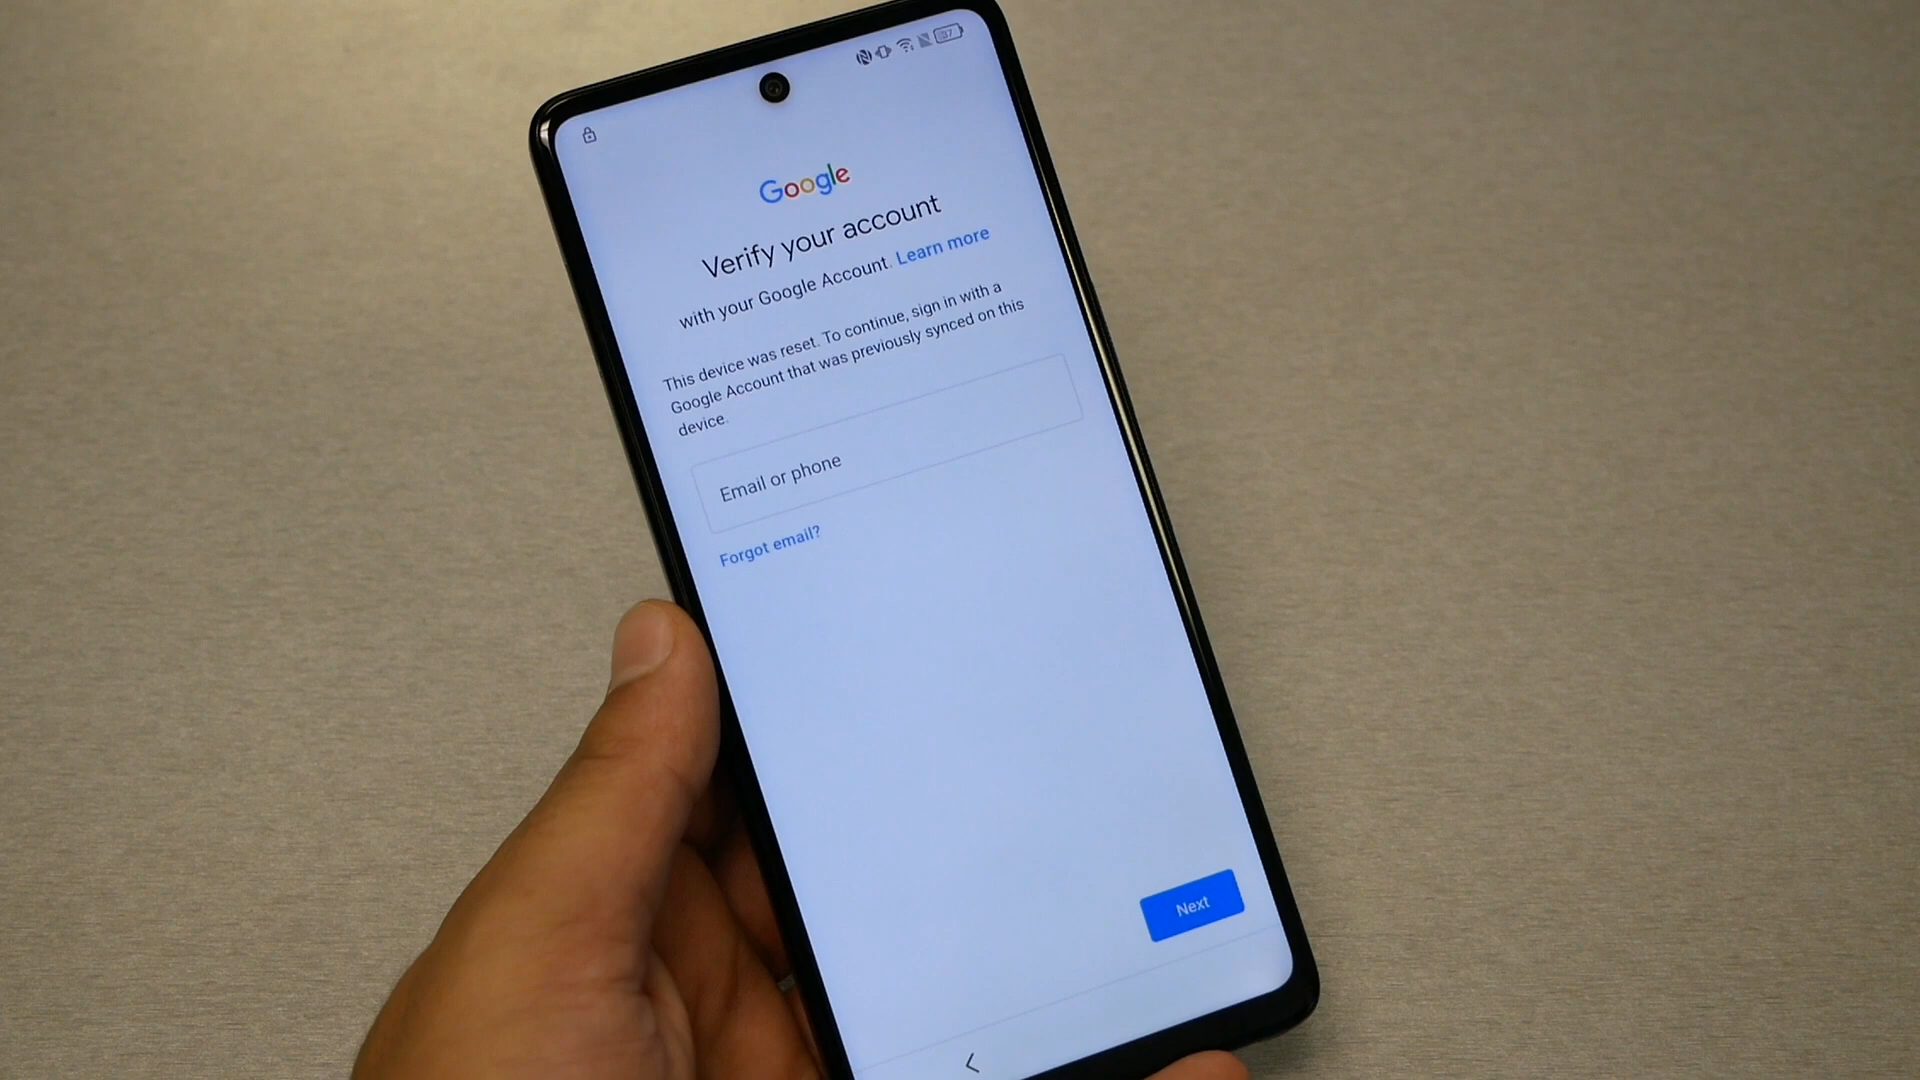 37
Google
Verify your account
with your Google Account. Learn more
This device was reset. To continue, sign in with a
Google Account that was previously synced on this
device.
Email or phone
Forgot email?
Next